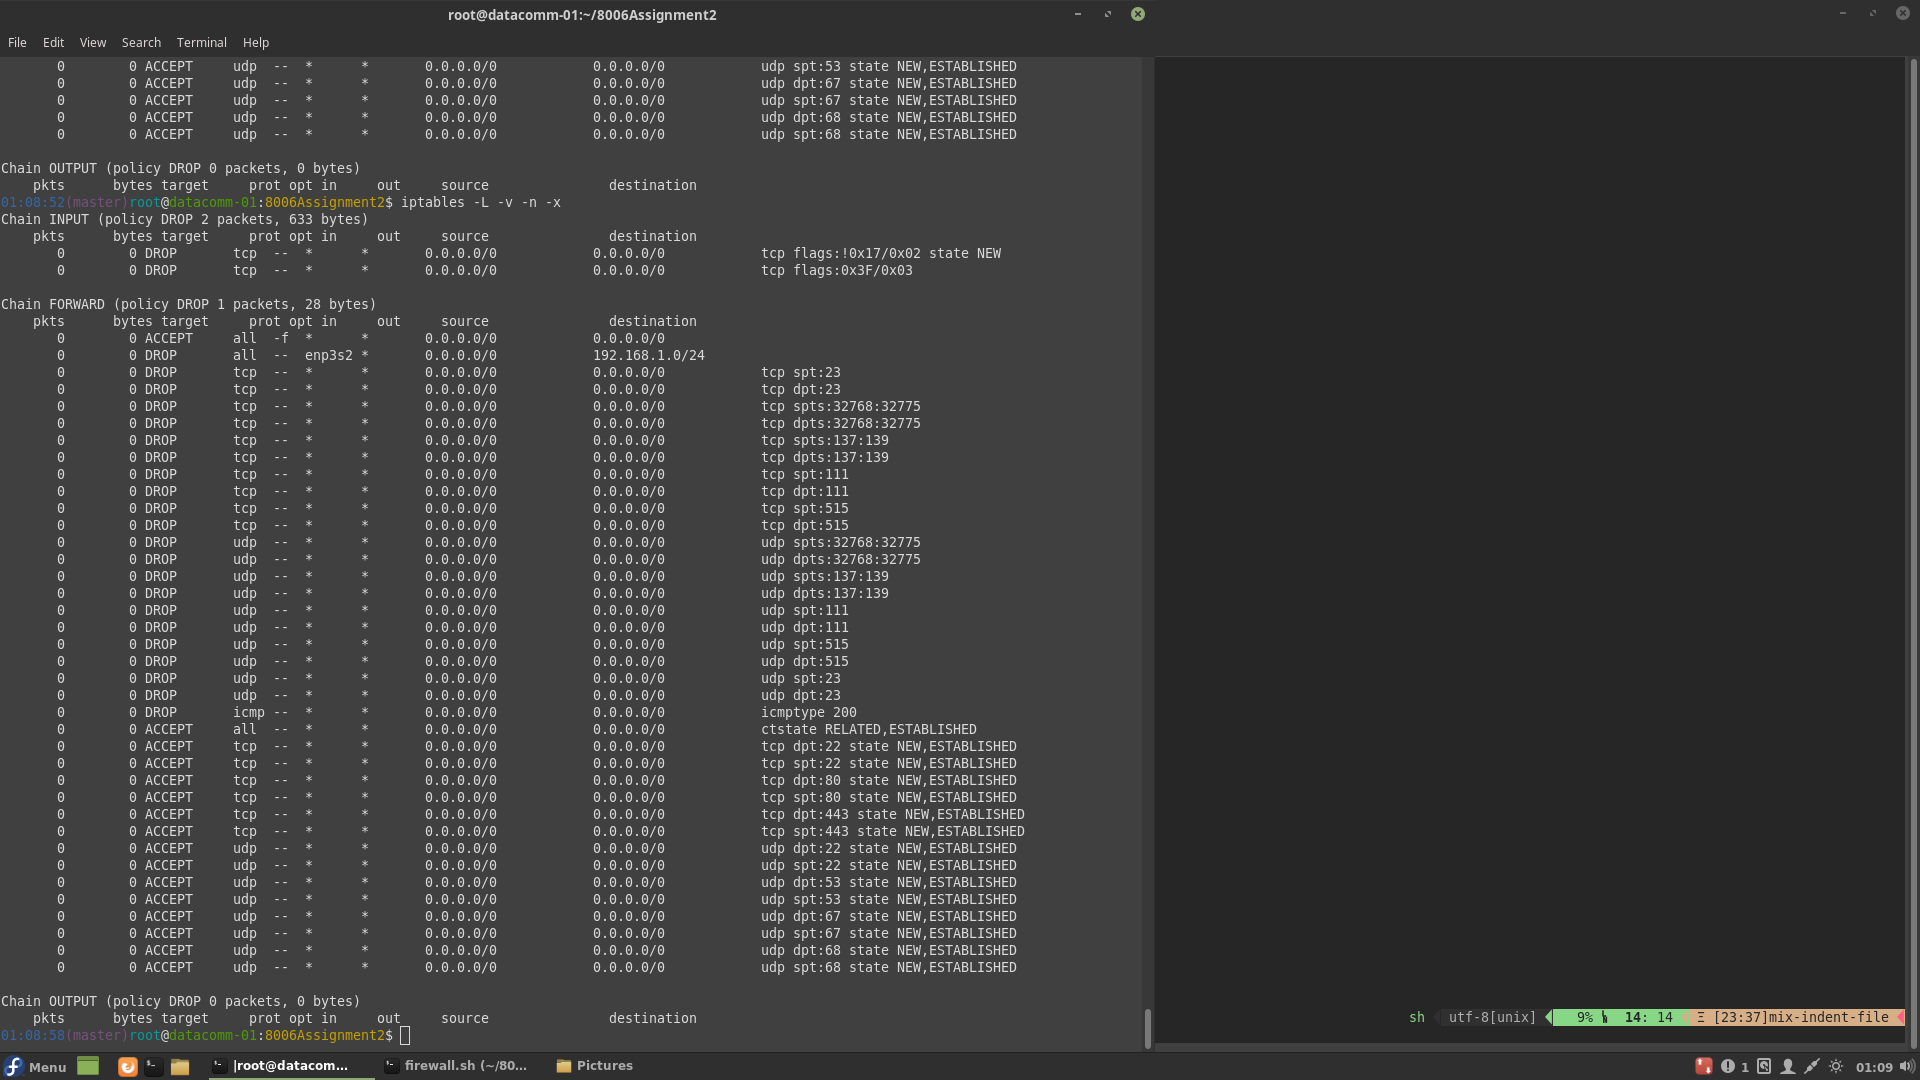 root@datacomm-01:~/8006Assignment2
File Edit View Search Terminal Help
0 0 ACCEPT udp -- * * 0.0.0.0/0 0.0.0.0/0 udp spt:53 state NEW,ESTABLISHED
0 0 ACCEPT udp -- * * 0.0.0.0/0 0.0.0.0/0 udp dpt:67 state NEW,ESTABLISHED
0 0 ACCEPT udp -- * * 0.0.0.0/0 0.0.0.0/0 udp spt:67 state NEW,ESTABLISHED
0 0 ACCEPT udp -- * * 0.0.0.0/0 0.0.0.0/0 udp dpt:68 state NEW,ESTABLISHED
0 0 ACCEPT udp -- * * 0.0.0.0/0 0.0.0.0/0 udp spt:68 state NEW,ESTABLISHED
Chain OUTPUT (policy DROP 0 packets, 0 bytes)
pkts bytes target prot opt in out source destination
01:08:52(master)root@datacomm-01:8006Assignment2$ iptables -L -v -n -x
Chain INPUT (policy DROP 2 packets, 633 bytes)
pkts bytes target prot opt in out source destination
0 0 DROP tcp -- * * 0.0.0.0/0 0.0.0.0/0 tcp flags:!0x17/0x02 state NEW
0 0 DROP tcp -- * * 0.0.0.0/0 0.0.0.0/0 tcp flags:0x3F/0x03
Chain FORWARD (policy DROP 1 packets, 28 bytes)
pkts bytes target prot opt in out source destination
0 0 ACCEPT all -f * * 0.0.0.0/0 0.0.0.0/0
0 0 DROP all -- enp3s2 * 0.0.0.0/0 192.168.1.0/24
0 0 DROP tcp -- * * 0.0.0.0/0 0.0.0.0/0 tcp spt:23
0 0 DROP tcp -- * * 0.0.0.0/0 0.0.0.0/0 tcp dpt:23
0 0 DROP tcp -- * * 0.0.0.0/0 0.0.0.0/0 tcp spts:32768:32775
0 0 DROP tcp -- * * 0.0.0.0/0 0.0.0.0/0 tcp dpts:32768:32775
0 0 DROP tcp -- * * 0.0.0.0/0 0.0.0.0/0 tcp spts:137:139
0 0 DROP tcp -- * * 0.0.0.0/0 0.0.0.0/0 tcp dpts:137:139
0 0 DROP tcp -- * * 0.0.0.0/0 0.0.0.0/0 tcp spt:111
0 0 DROP tcp -- * * 0.0.0.0/0 0.0.0.0/0 tcp dpt:111
0 0 DROP tcp -- * * 0.0.0.0/0 0.0.0.0/0 tcp spt:515
0 0 DROP tcp -- * * 0.0.0.0/0 0.0.0.0/0 tcp dpt:515
0 0 DROP udp -- * * 0.0.0.0/0 0.0.0.0/0 udp spts:32768:32775
0 0 DROP udp -- * * 0.0.0.0/0 0.0.0.0/0 udp dpts:32768:32775
0 0 DROP udp -- * * 0.0.0.0/0 0.0.0.0/0 udp spts:137:139
0 0 DROP udp -- * * 0.0.0.0/0 0.0.0.0/0 udp dpts:137:139
0 0 DROP udp -- * * 0.0.0.0/0 0.0.0.0/0 udp spt:111
0 0 DROP udp -- * * 0.0.0.0/0 0.0.0.0/0 udp dpt:111
0 0 DROP udp -- * * 0.0.0.0/0 0.0.0.0/0 udp spt:515
0 0 DROP udp -- * * 0.0.0.0/0 0.0.0.0/0 udp dpt:515
0 0 DROP udp -- * * 0.0.0.0/0 0.0.0.0/0 udp spt:23
0 0 DROP udp -- * * 0.0.0.0/0 0.0.0.0/0 udp dpt:23
0 0 DROP icmp -- * * 0.0.0.0/0 0.0.0.0/0 icmptype 200
0 0 ACCEPT all -- * * 0.0.0.0/0 0.0.0.0/0 ctstate RELATED,ESTABLISHED
0 0 ACCEPT tcp -- * * 0.0.0.0/0 0.0.0.0/0 tcp dpt:22 state NEW,ESTABLISHED
0 0 ACCEPT tcp -- * * 0.0.0.0/0 0.0.0.0/0 tcp spt:22 state NEW,ESTABLISHED
0 0 ACCEPT tcp -- * * 0.0.0.0/0 0.0.0.0/0 tcp dpt:80 state NEW,ESTABLISHED
0 0 ACCEPT tcp -- * * 0.0.0.0/0 0.0.0.0/0 tcp spt:80 state NEW,ESTABLISHED
0 0 ACCEPT tcp -- * * 0.0.0.0/0 0.0.0.0/0 tcp dpt:443 state NEW,ESTABLISHED
0 0 ACCEPT tcp -- * * 0.0.0.0/0 0.0.0.0/0 tcp spt:443 state NEW,ESTABLISHED
0 0 ACCEPT udp -- * * 0.0.0.0/0 0.0.0.0/0 udp dpt:22 state NEW,ESTABLISHED
0 0 ACCEPT udp -- * * 0.0.0.0/0 0.0.0.0/0 udp spt:22 state NEW,ESTABLISHED
0 0 ACCEPT udp -- * * 0.0.0.0/0 0.0.0.0/0 udp dpt:53 state NEW,ESTABLISHED
0 0 ACCEPT udp -- * * 0.0.0.0/0 0.0.0.0/0 udp spt:53 state NEW,ESTABLISHED
0 0 ACCEPT udp -- * * 0.0.0.0/0 0.0.0.0/0 udp dpt:67 state NEW,ESTABLISHED
0 0 ACCEPT udp -- * * 0.0.0.0/0 0.0.0.0/0 udp spt:67 state NEW,ESTABLISHED
0 0 ACCEPT udp -- * * 0.0.0.0/0 0.0.0.0/0 udp dpt:68 state NEW,ESTABLISHED
0 0 ACCEPT udp -- * * 0.0.0.0/0 0.0.0.0/0 udp spt:68 state NEW,ESTABLISHED
Chain OUTPUT (policy DROP 0 packets, 0 bytes)
pkts bytes target prot opt in out source destination
01:08:58(master)root@datacomm-01:8006Assignment2$
sh utf-8[unix] 9% 14: 14 Ξ [23:37]mix-indent-file
Menu |root@datacom... firewall.sh (~/80... Pictures 1 01:09